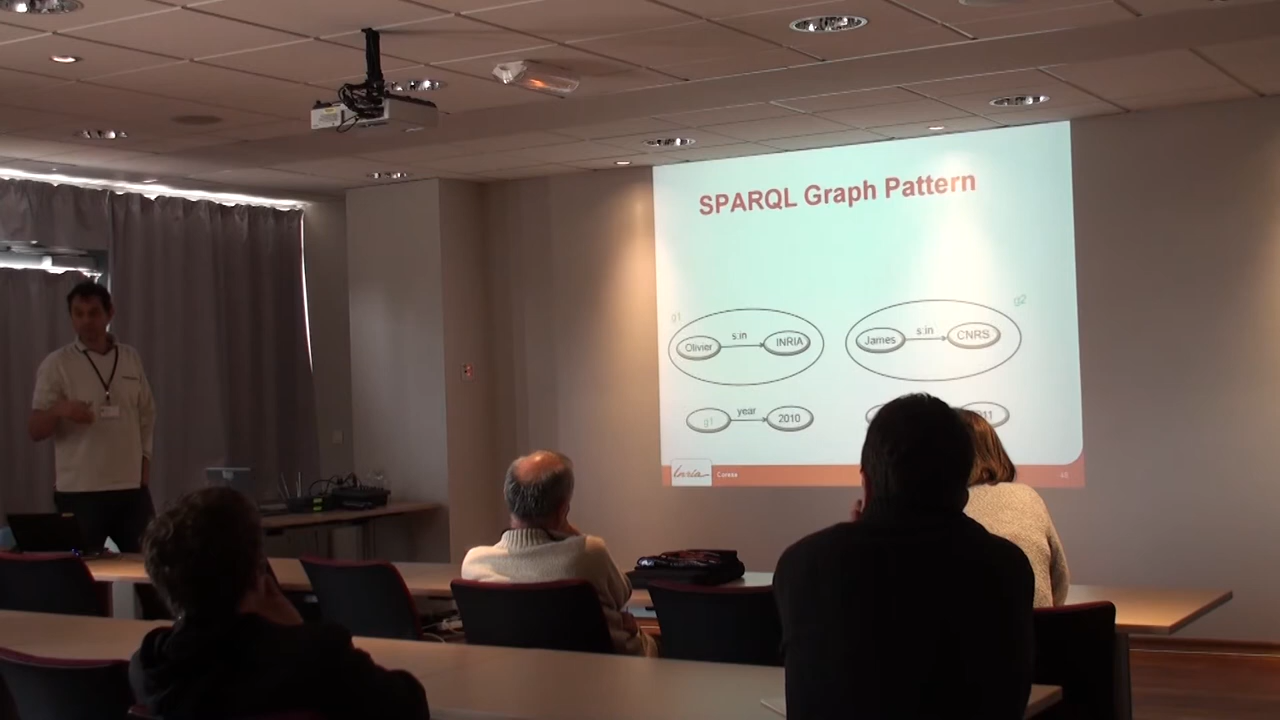 SPARQL Graph Pattern
g1
g2
Olivier s:in INRIA
James s:in CNRS
g1 year 2010
Inria